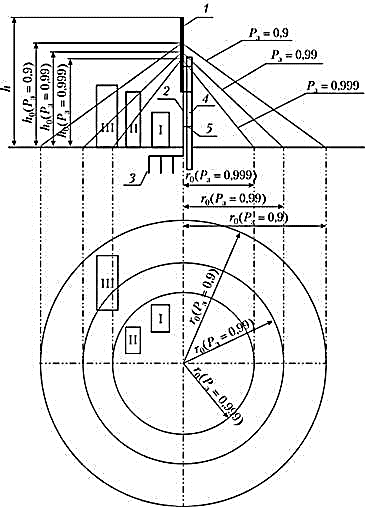 1
Pз = 0,9
Pз = 0,99
Pз = 0,999
h
h₀(Pз = 0,9)
h₀(Pз = 0,99)
h₀(Pз = 0,999)
2
4
III
II
I
5
3
r₀(Pз = 0,999)
r₀(Pз = 0,99)
r₀(Pз = 0,9)
III
I
II
r₀(Pз = 0,9)
r₀(Pз = 0,99)
r₀(Pз = 0,999)